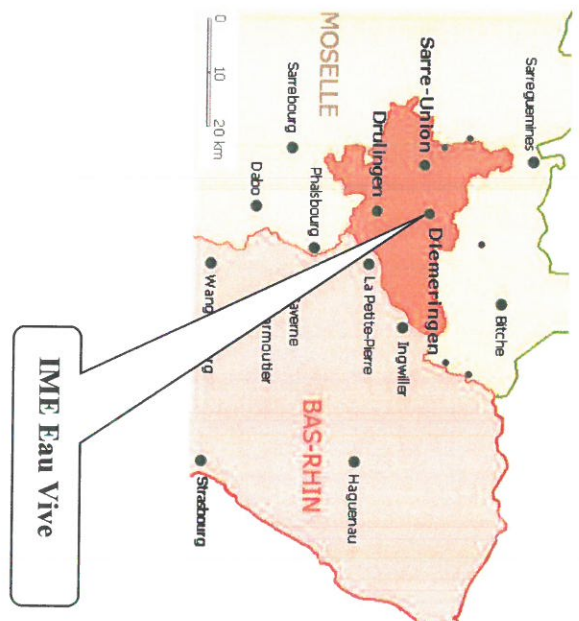 Sarreguemines
Bitche
Sarre-Union
Diemeringen
Ingwiller
Drulingen
La Petite-Pierre
Haguenau
MOSELLE
Phalsbourg
BAS-RHIN
Sarrebourg
Dabo
0 10 20 km
Strasbourg
IME Eau Vive